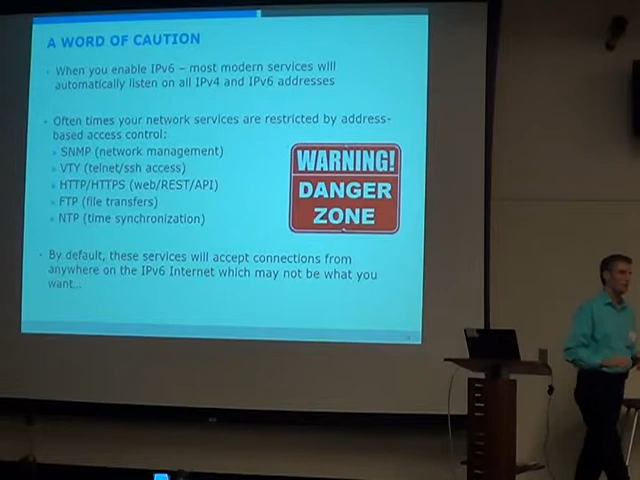 A WORD OF CAUTION
When you enable IPv6 – most modern services will
automatically listen on all IPv4 and IPv6 addresses
Often times your network services are restricted by address-
based access control:
SNMP (network management)
VTY (telnet/ssh access)
HTTP/HTTPS (web/REST/API)
FTP (file transfers)
NTP (time synchronization)
WARNING!
DANGER
ZONE
By default, these services will accept connections from
anywhere on the IPv6 Internet which may not be what you
want...